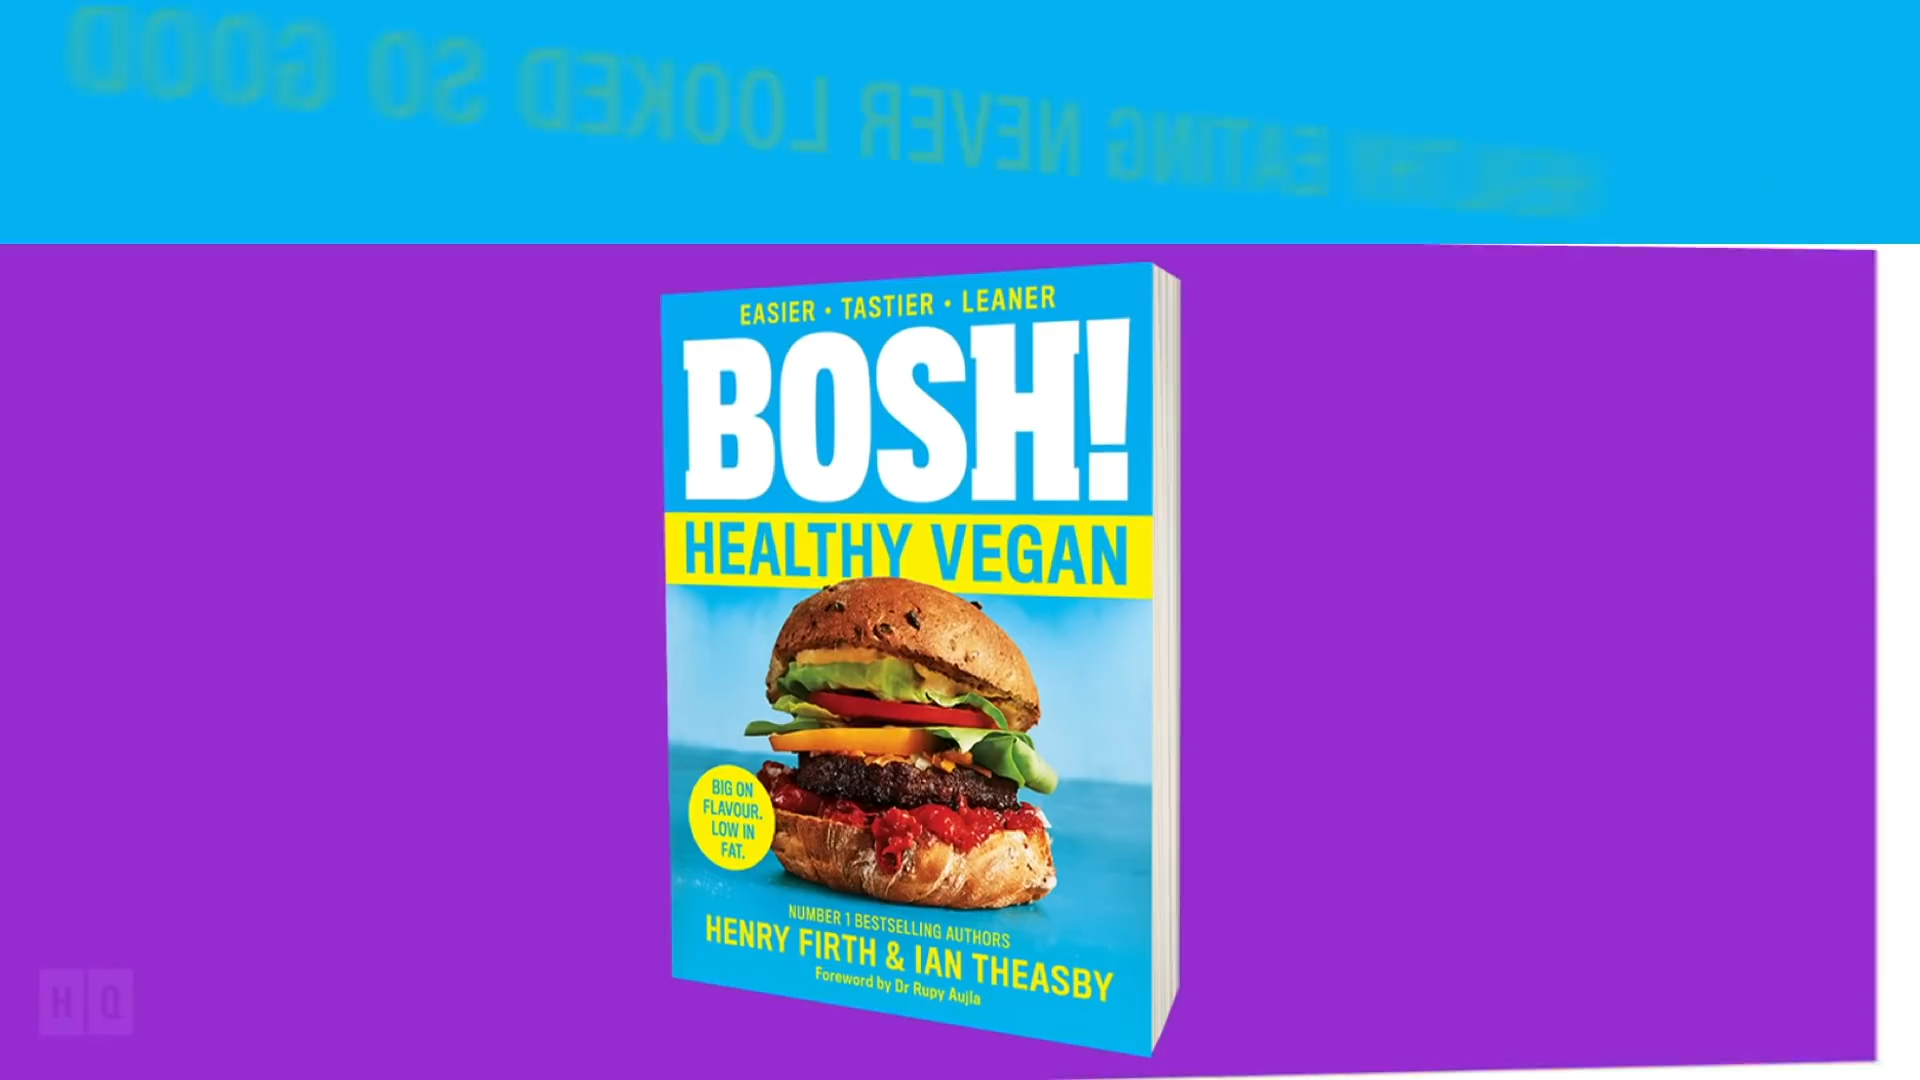 EATING NEVER LOOKED SO GOOD
EASIER • TASTIER • LEANER
BOSH!
HEALTHY VEGAN
BIG ON
FLAVOUR.
LOW IN
FAT.
NUMBER 1 BESTSELLING AUTHORS
HENRY FIRTH & IAN THEASBY
Foreword by Dr Rupy Aujla
HQ